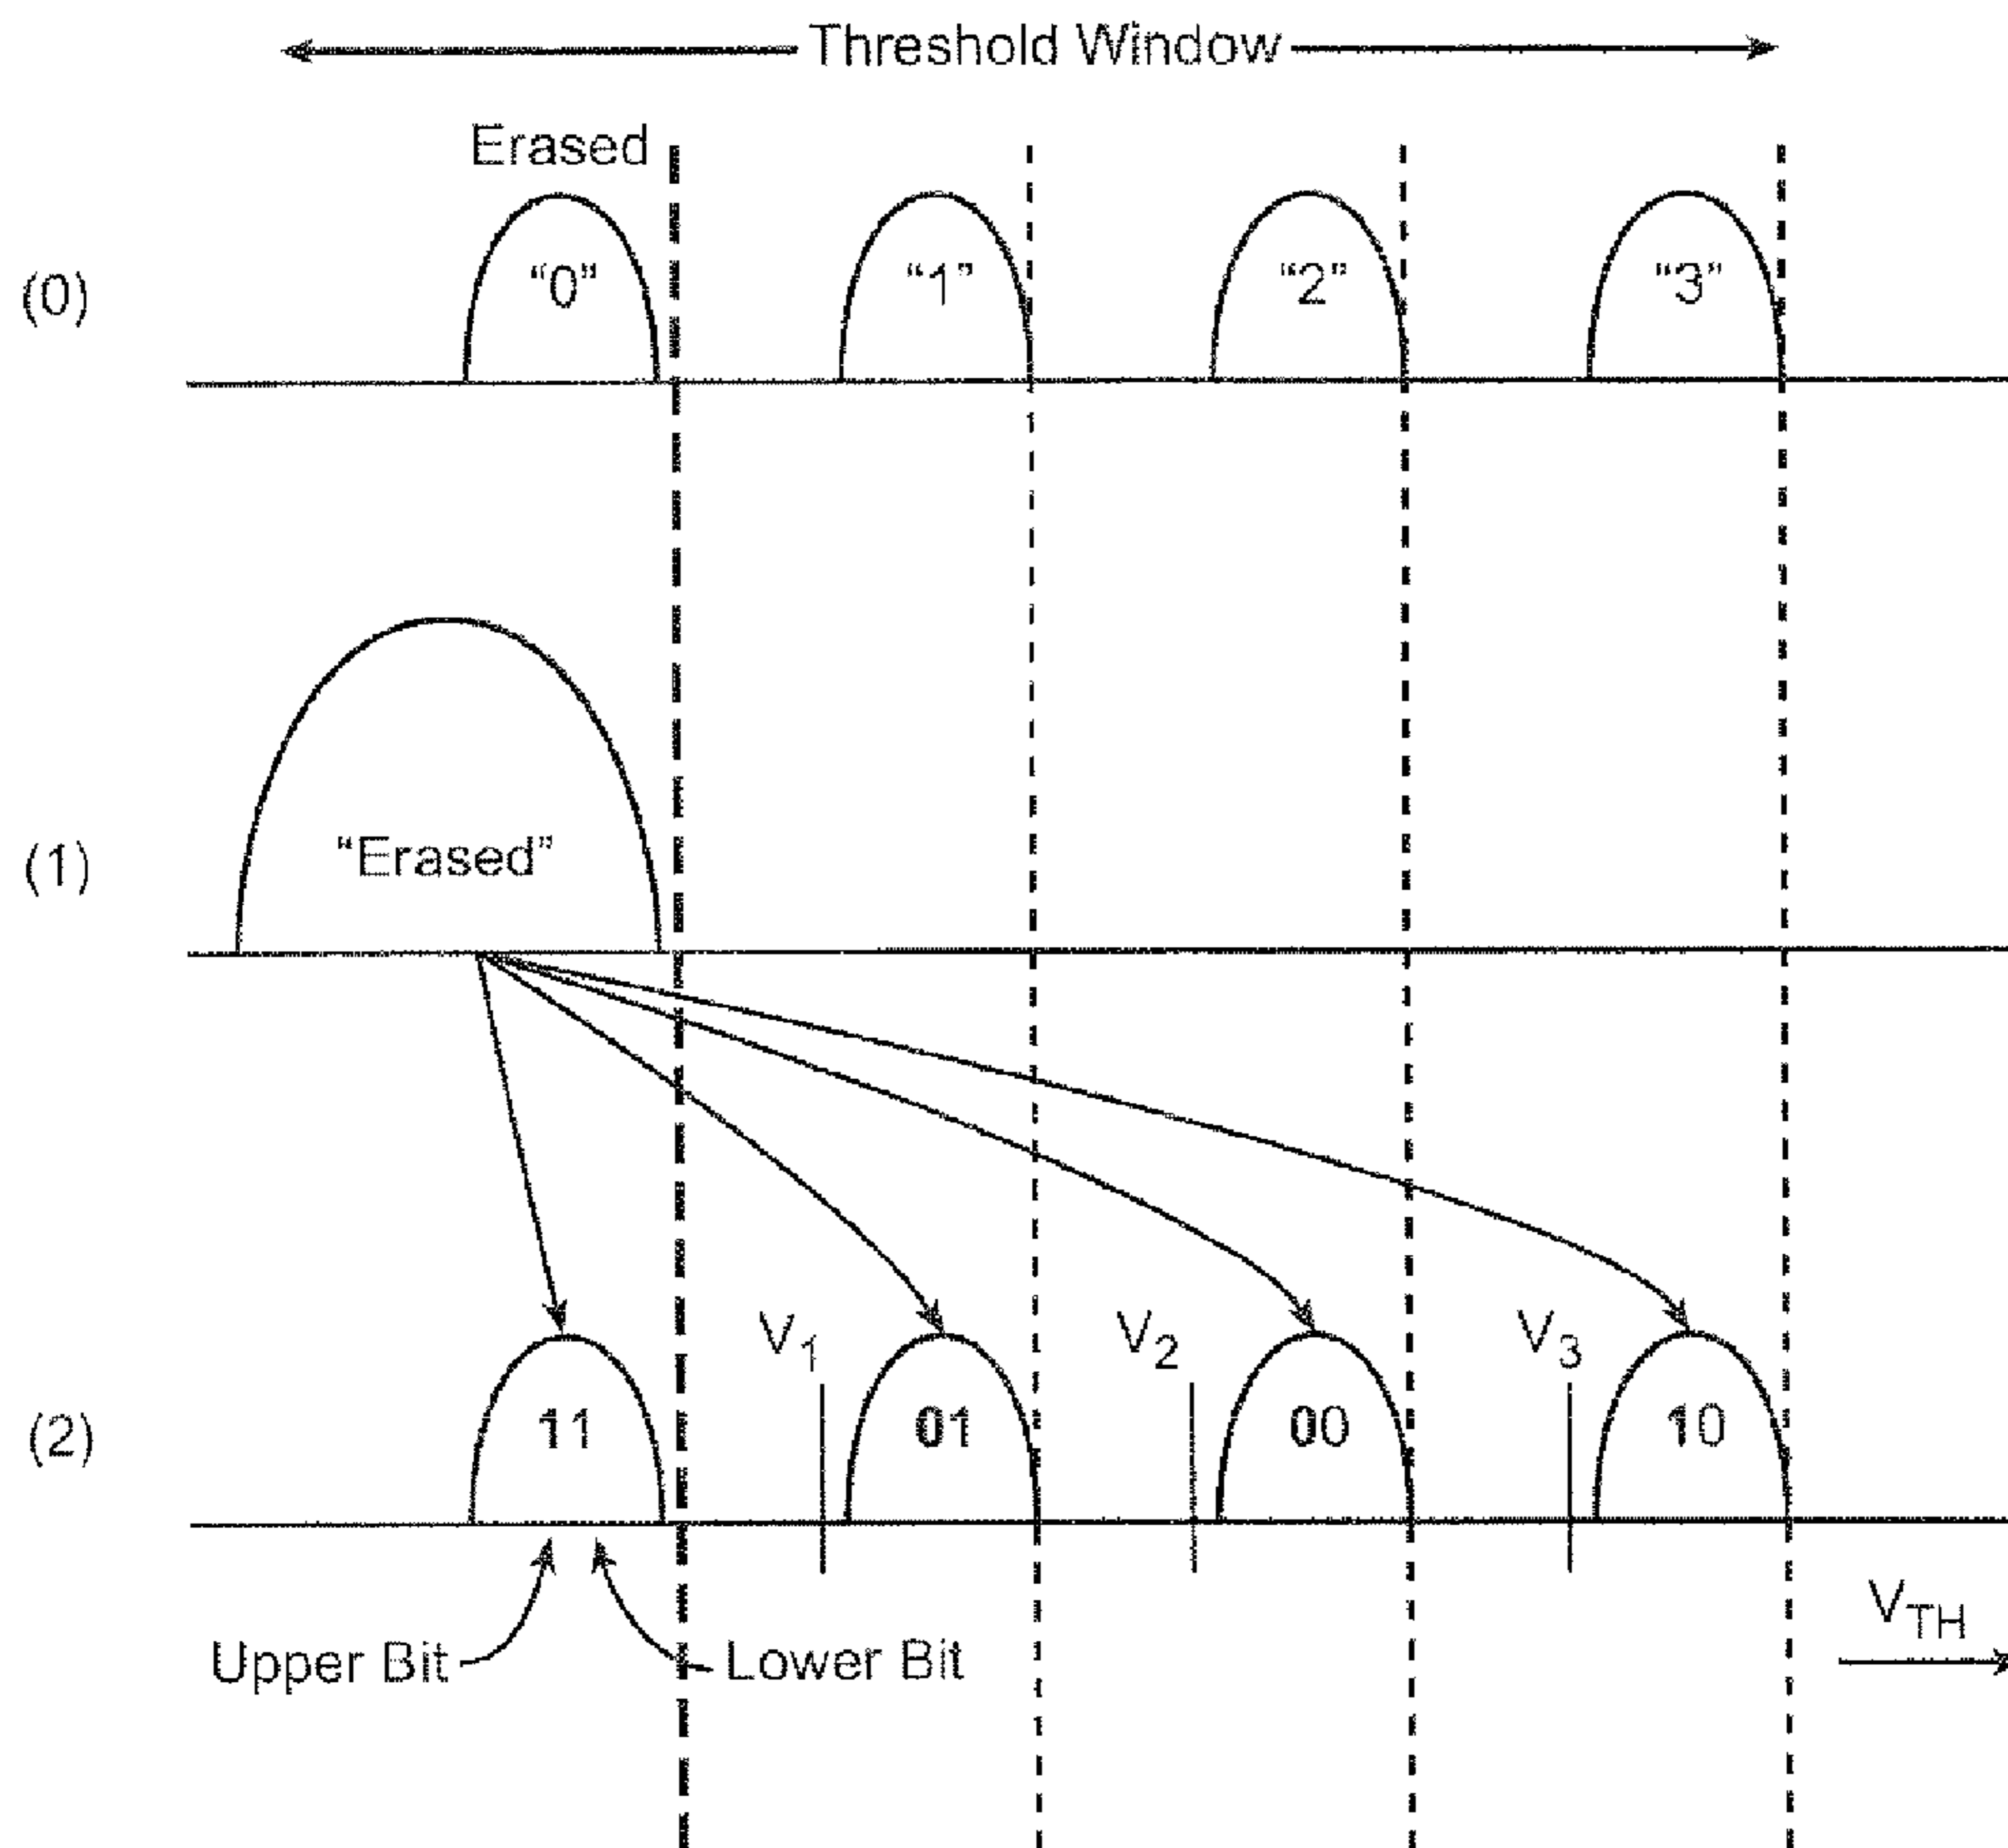 Threshold Window
Erased
(0) “0” “1” “2” “3”
(1) “Erased”
V1 V2 V3
(2) 11 01 00 10
VTH
Upper Bit Lower Bit